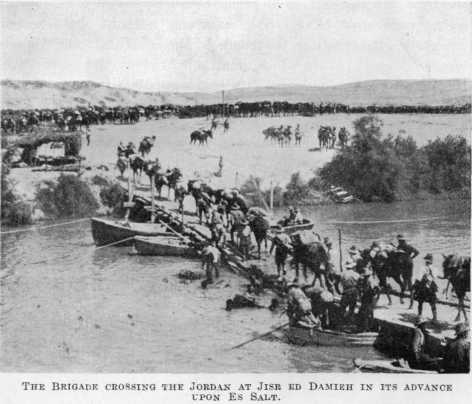 THE BRIGADE CROSSING THE JORDAN AT JISR ED DAMIEH IN ITS ADVANCE
UPON ES SALT.